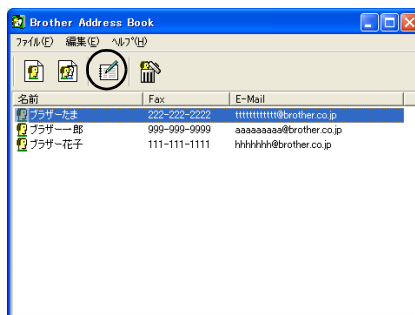 Brother Address Book
ファイル(F) 編集(E) ヘルプ(H)
名前 Fax E-Mail
ブラザーたま 222-222-2222 tttttttttttt@brother.co.jp
ブラザー一郎 999-999-9999 aaaaaaaaa@brother.co.jp
ブラザー花子 111-111-1111 hhhhhhh@brother.co.jp